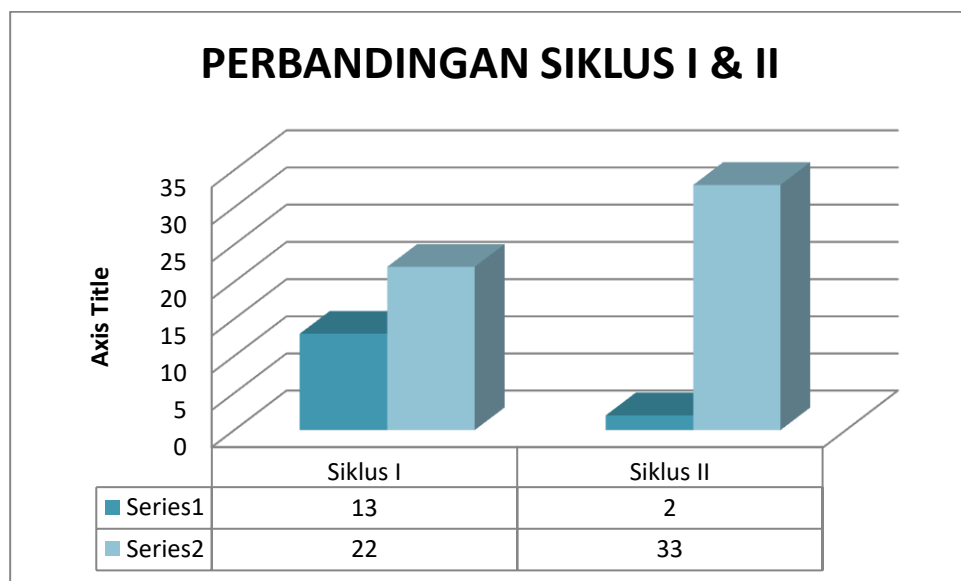 PERBANDINGAN SIKLUS I & II
Axis Title
35
30
25
20
15
10
5
0
Siklus I Siklus II
Series1 13 2
Series2 22 33